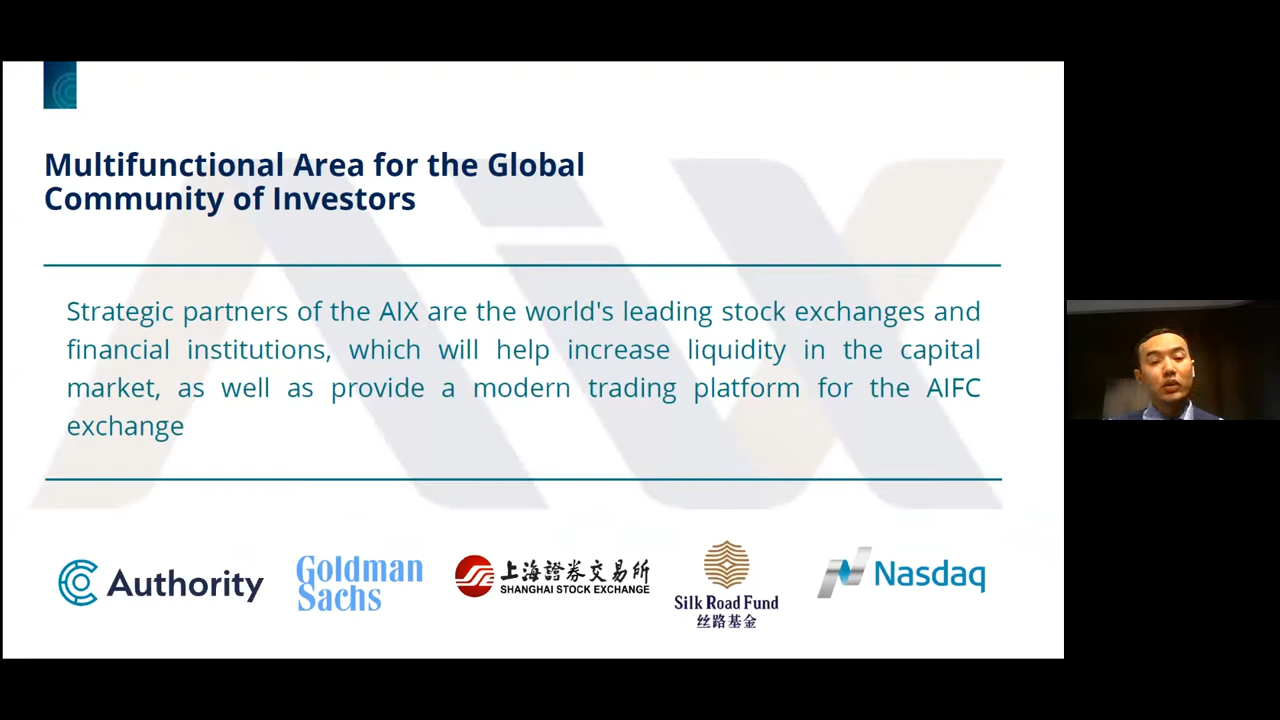 Multifunctional Area for the Global
Community of Investors
Strategic partners of the AIX are the world's leading stock exchanges and
financial institutions, which will help increase liquidity in the capital
market, as well as provide a modern trading platform for the AIFC
exchange
AIX
Authority
Goldman
Sachs
上海證券交易所
SHANGHAI STOCK EXCHANGE
Silk Road Fund
丝路基金
Nasdaq